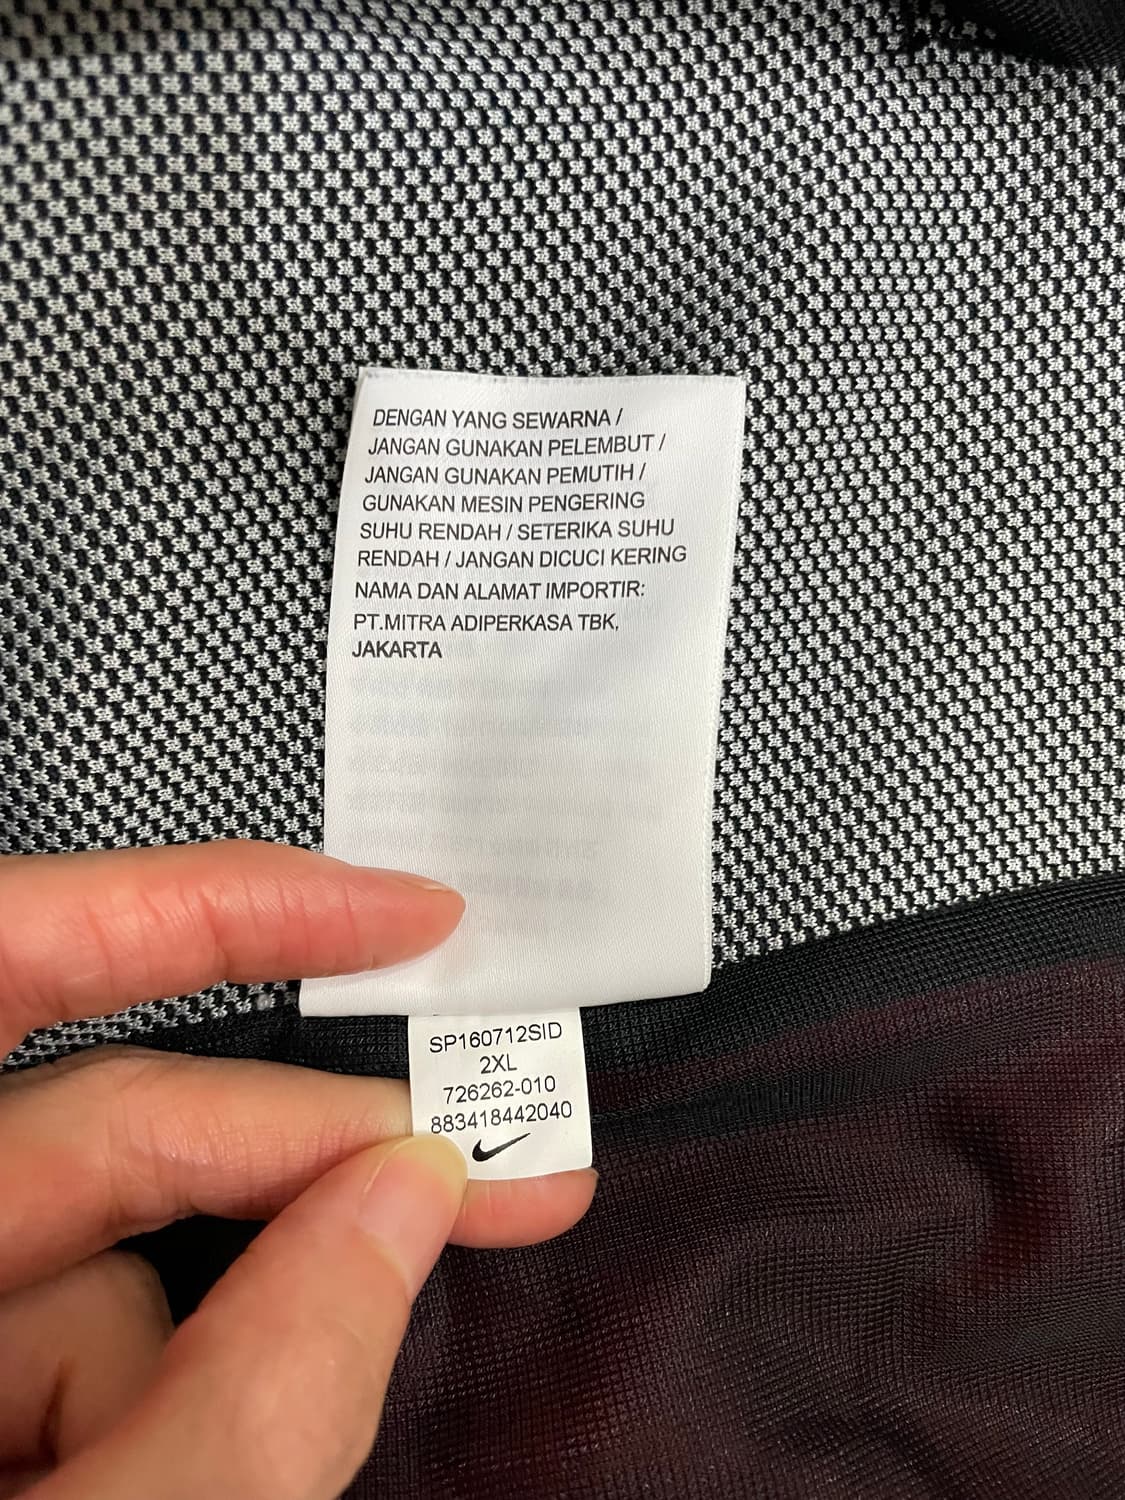 DENGAN YANG SEWARNA /
JANGAN GUNAKAN PELEMBUT /
JANGAN GUNAKAN PEMUTIH /
GUNAKAN MESIN PENGERING
SUHU RENDAH / SETERIKA SUHU
RENDAH / JANGAN DICUCI KERING
NAMA DAN ALAMAT IMPORTIR:
PT.MITRA ADIPERKASA TBK,
JAKARTA
SP160712SID
2XL
726262-010
883418442040